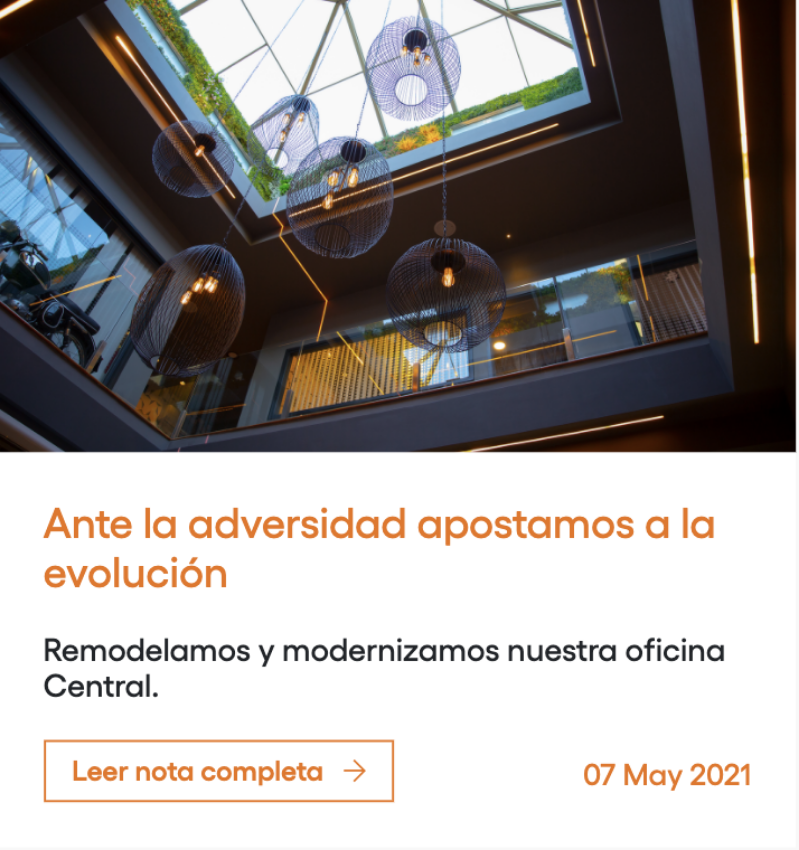 Ante la adversidad apostamos a la
evolución
Remodelamos y modernizamos nuestra oficina
Central.
Leer nota completa →
07 May 2021